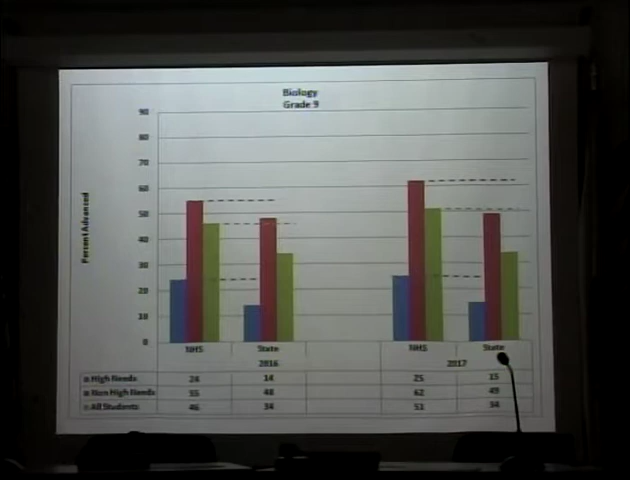 Biology
Grade 9
90
80
70
60
50
40
30
20
10
0
Percent Advanced
NHS State NHS State
2016 2017
High Needs 24 14 25 15
Non High Needs 55 48 62 49
All Students 46 34 51 34